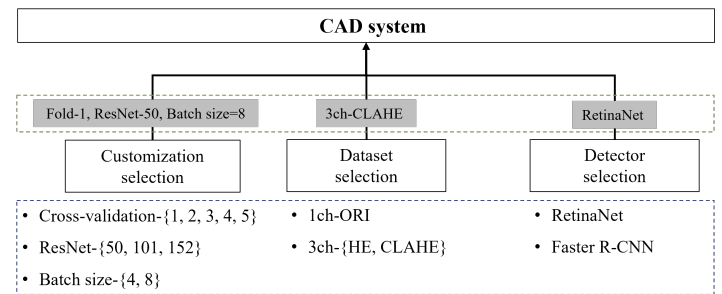 CAD system
Fold-1, ResNet-50, Batch size=8
3ch-CLAHE
RetinaNet
Customization
selection
Dataset
selection
Detector
selection
• Cross-validation-{1, 2, 3, 4, 5}
• ResNet-{50, 101, 152}
• Batch size-{4, 8}
• 1ch-ORI
• 3ch-{HE, CLAHE}
• RetinaNet
• Faster R-CNN